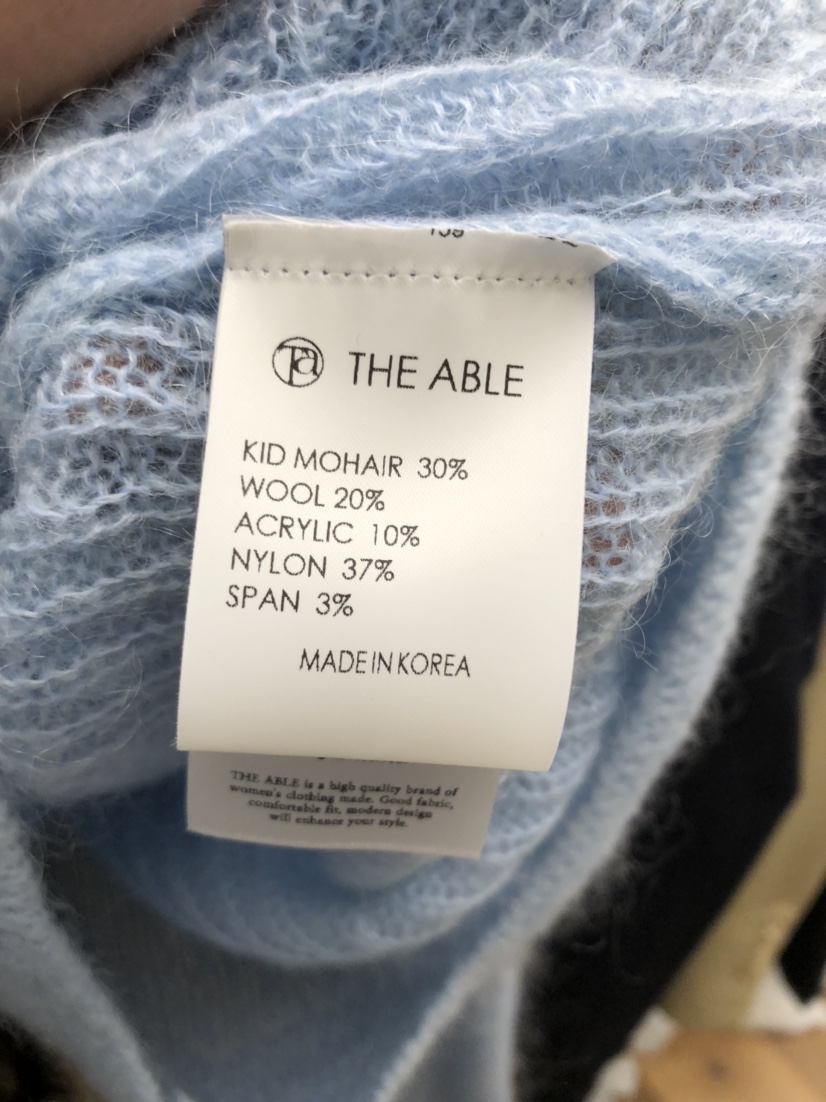 Ta THE ABLE
KID MOHAIR 30%
WOOL 20%
ACRYLIC 10%
NYLON 37%
SPAN 3%
MADE IN KOREA
THE ABLE is a high quality brand of
women's clothing made. Good fabric,
comfortable fit, modern design
will enhance your style.